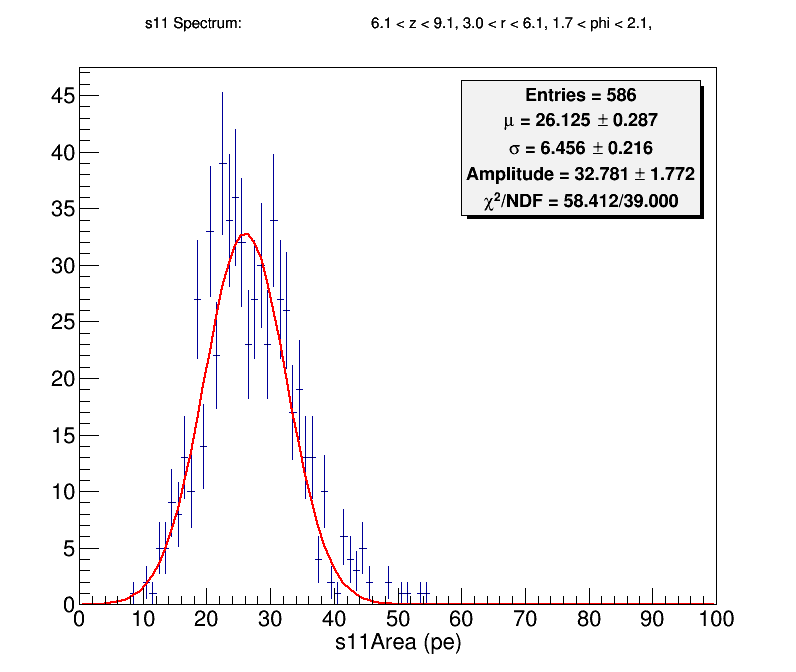 s11 Spectrum: 6.1 < z < 9.1, 3.0 < r < 6.1, 1.7 < phi < 2.1,
Entries = 586
μ = 26.125 ± 0.287
σ = 6.456 ± 0.216
Amplitude = 32.781 ± 1.772
χ²/NDF = 58.412/39.000
45
40
35
30
25
20
15
10
5
0
0 10 20 30 40 50 60 70 80 90 100
s11Area (pe)